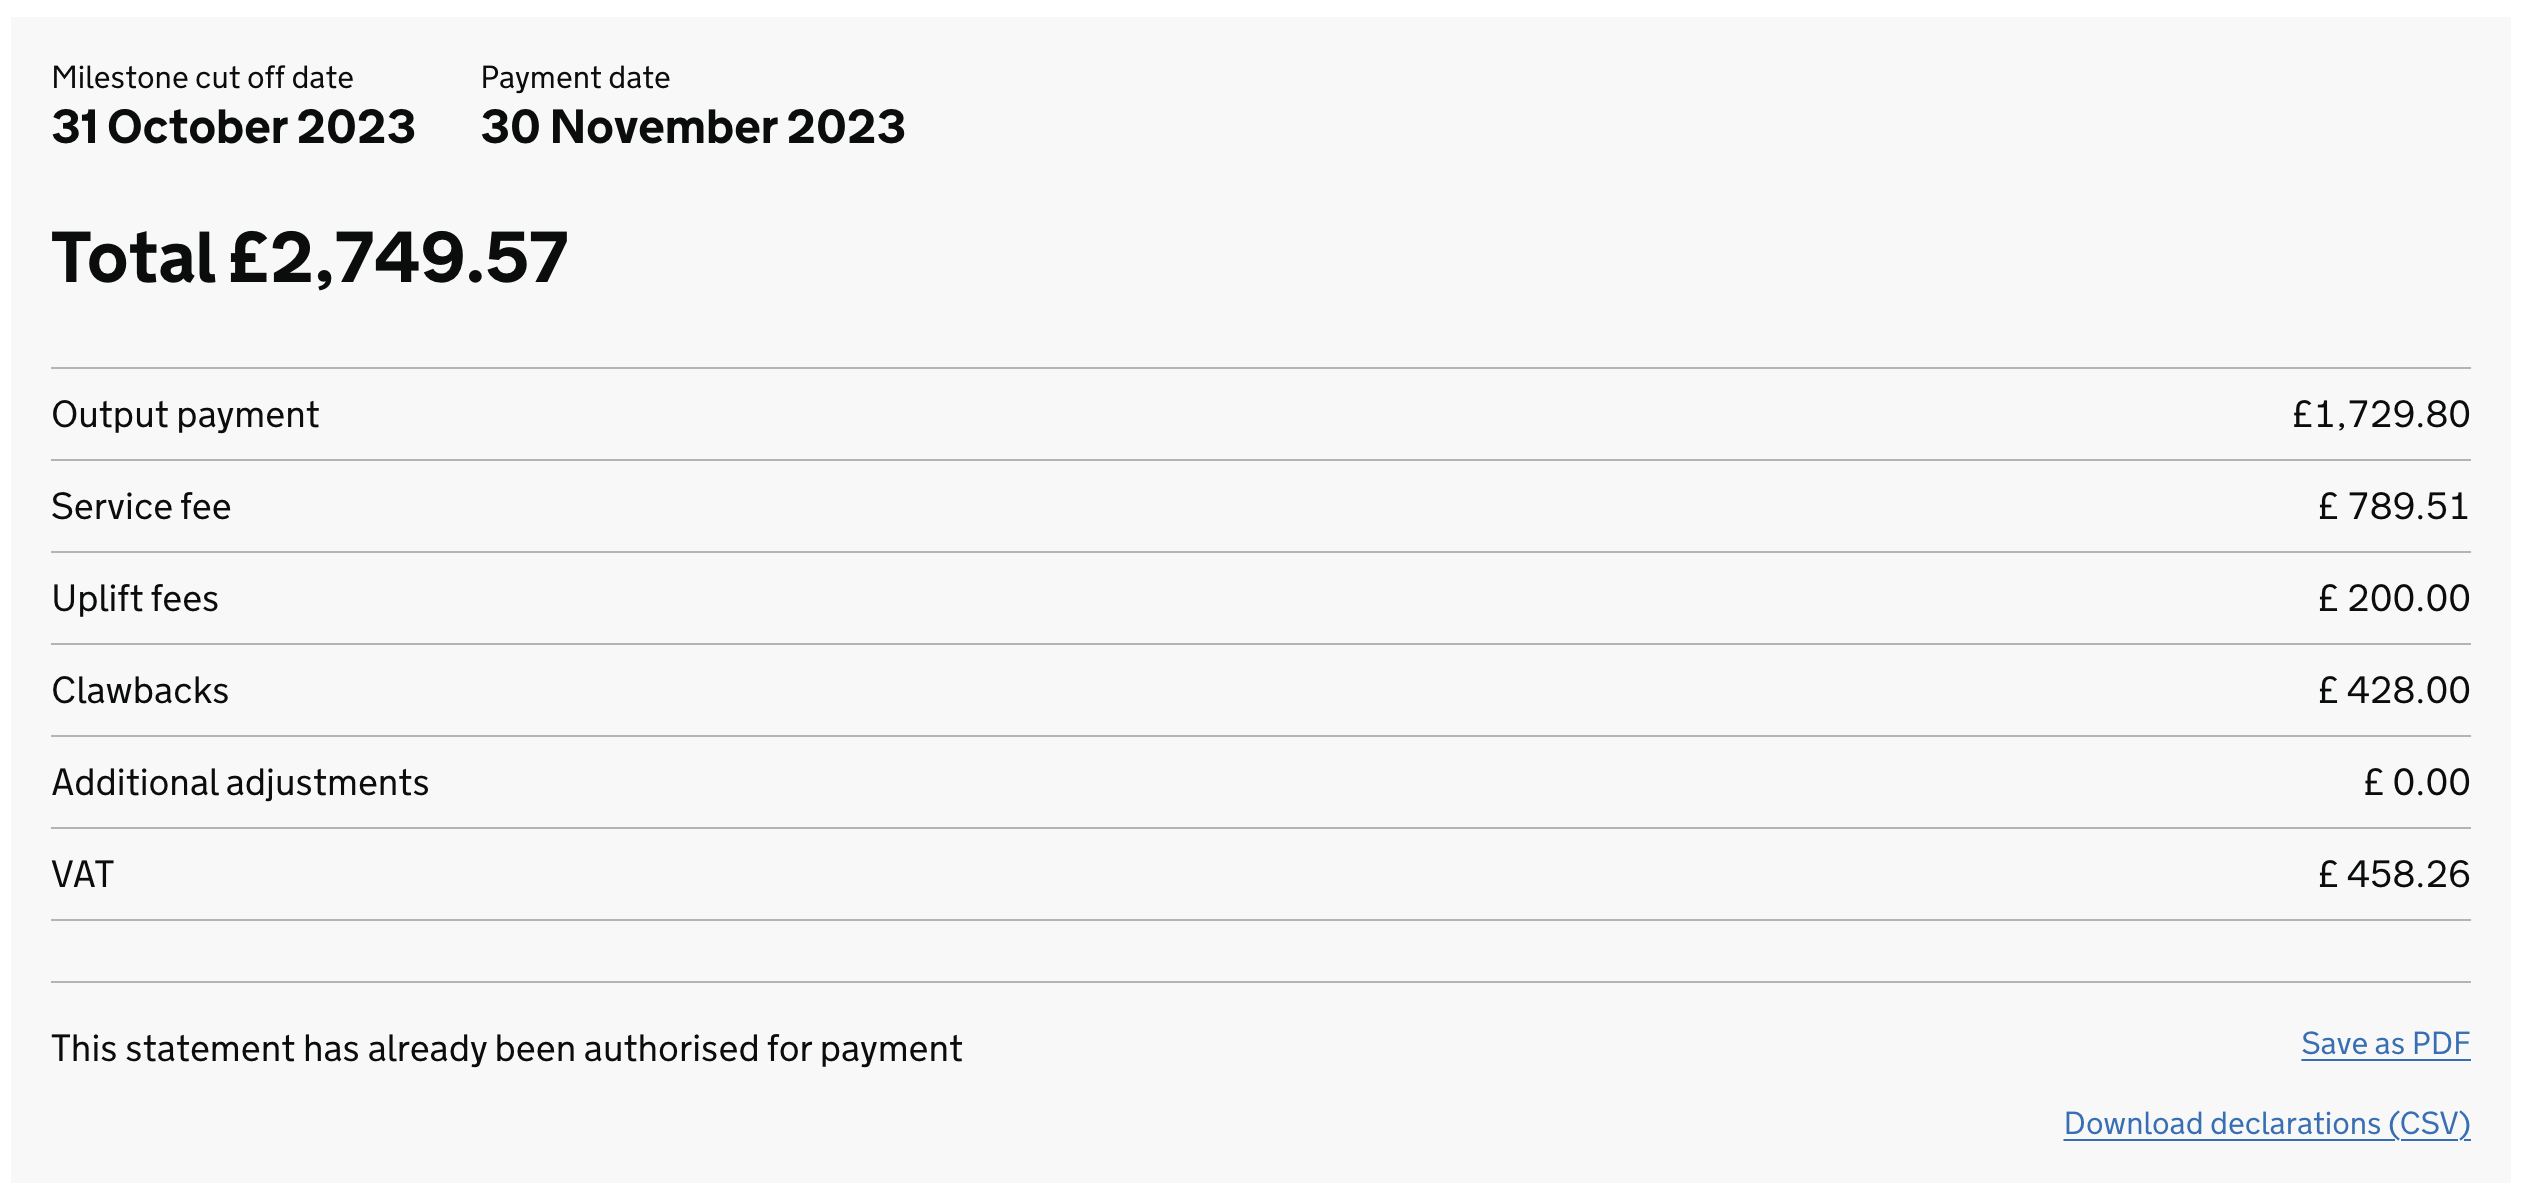 Milestone cut off date Payment date
31 October 2023 30 November 2023
Total £2,749.57
Output payment £1,729.80
Service fee £ 789.51
Uplift fees £ 200.00
Clawbacks £ 428.00
Additional adjustments £ 0.00
VAT £ 458.26
This statement has already been authorised for payment Save as PDF
Download declarations (CSV)